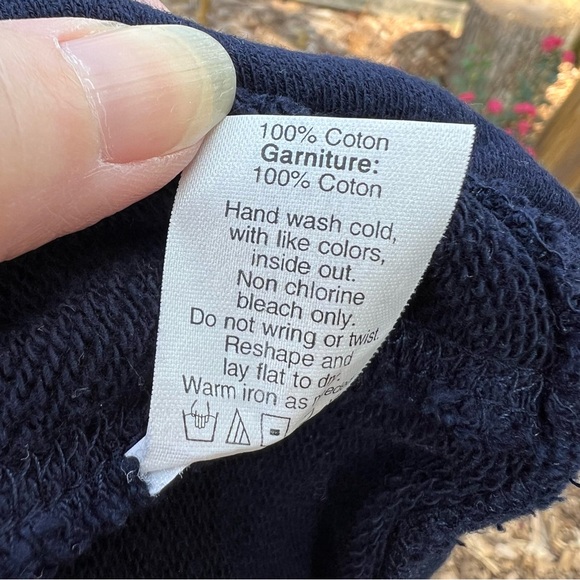 100% Coton
Garniture:
100% Coton
Hand wash cold,
with like colors,
inside out.
Non chlorine
bleach only.
Do not wring or twist.
Reshape and
lay flat to dry.
Warm iron as